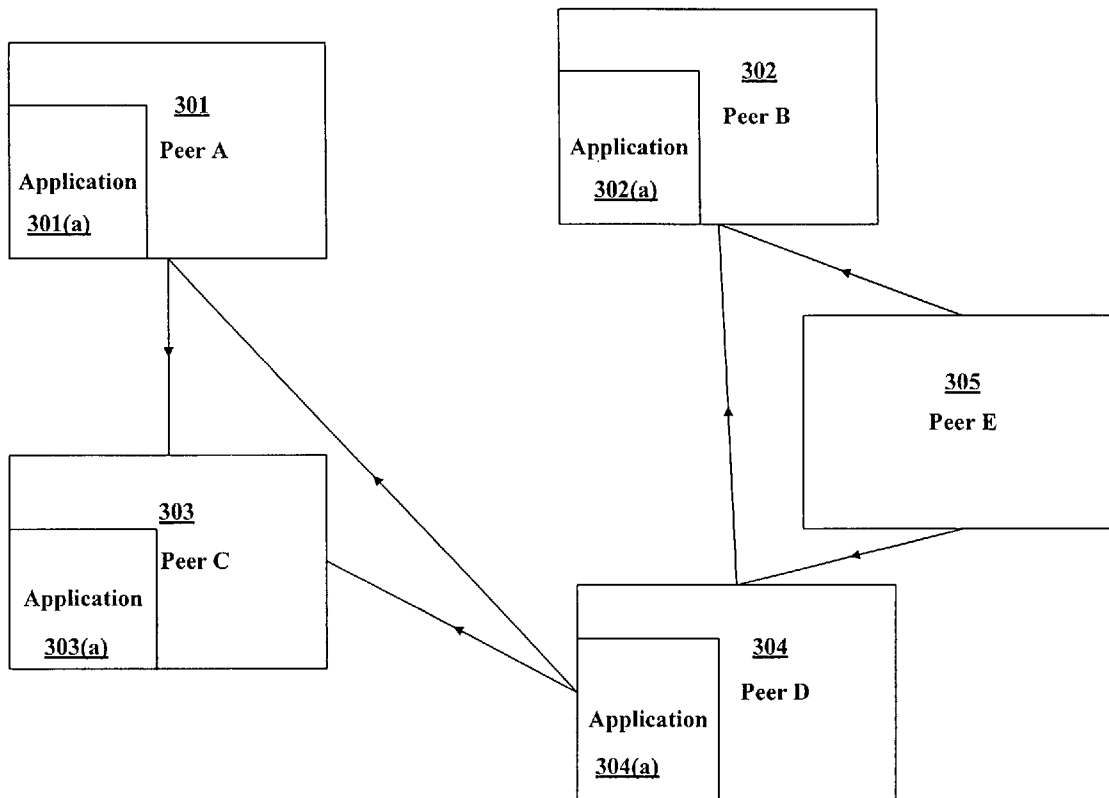 301
Peer A
Application
301(a)
302
Peer B
Application
302(a)
305
Peer E
303
Peer C
Application
303(a)
304
Peer D
Application
304(a)